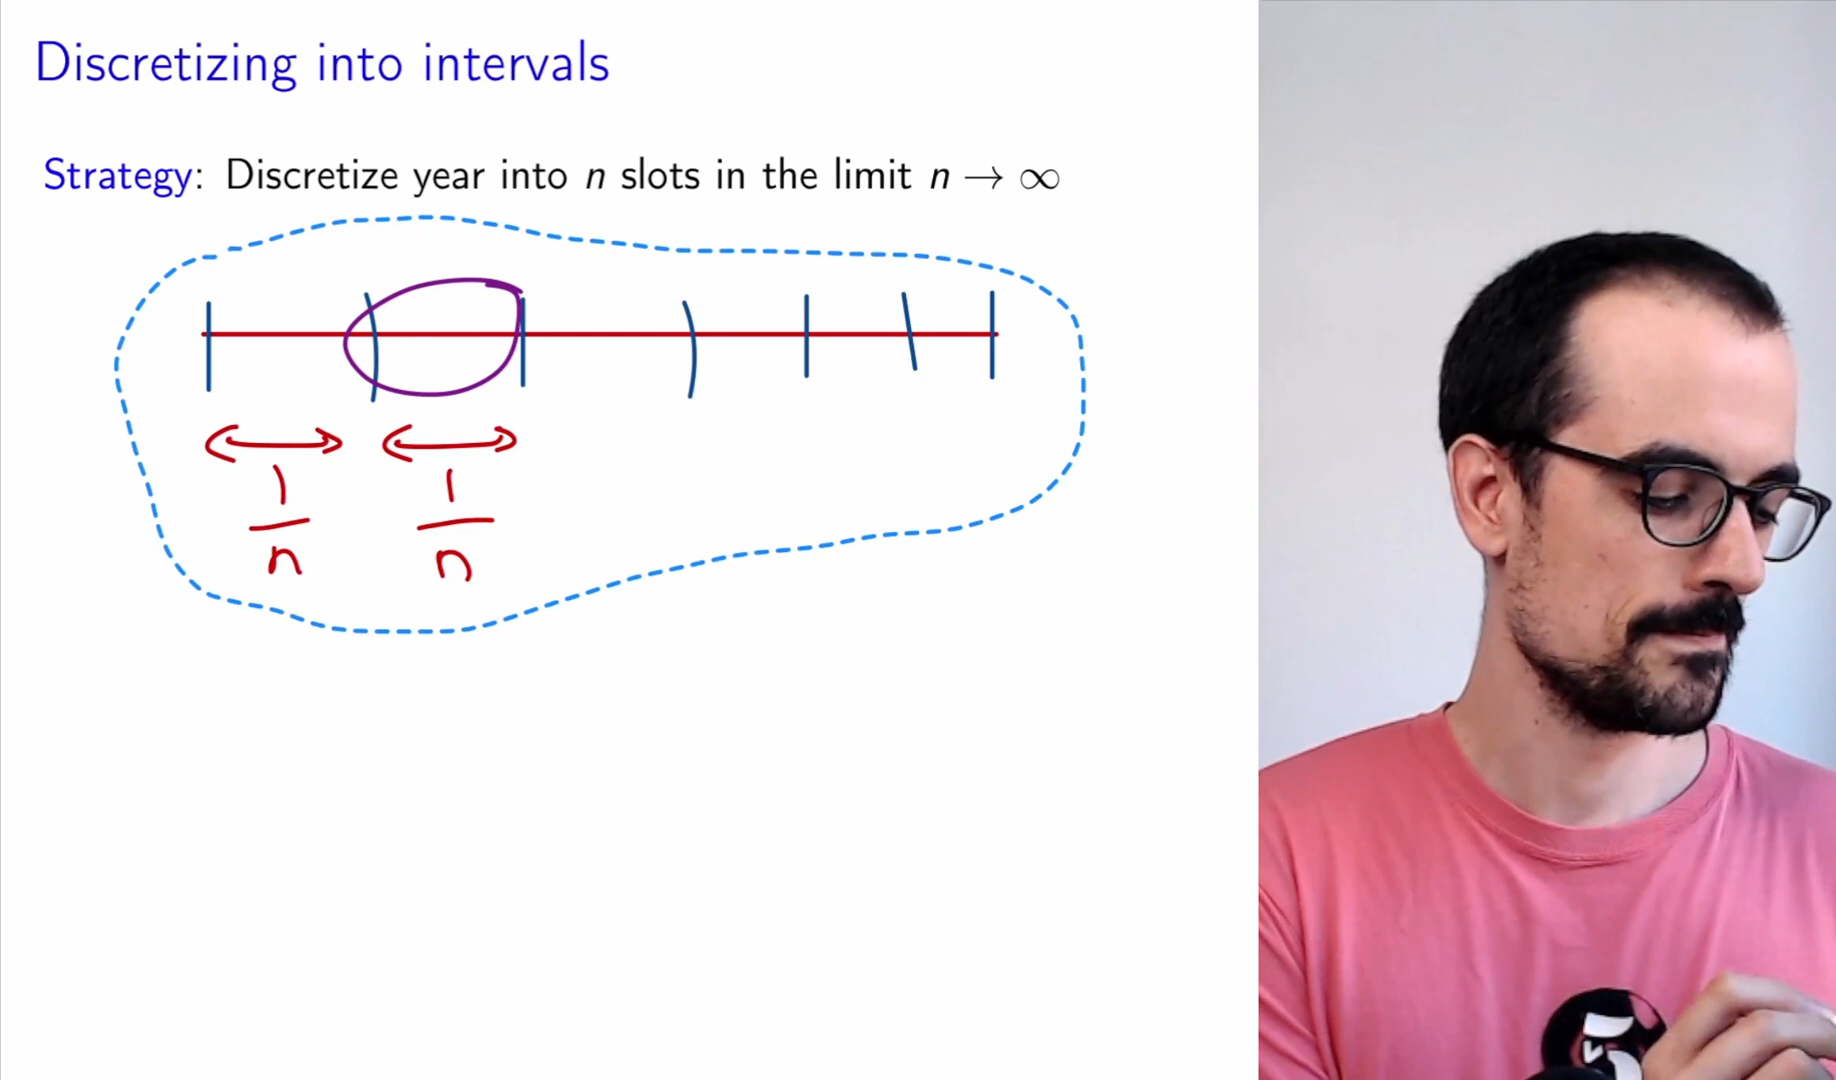 Discretizing into intervals
Strategy: Discretize year into n slots in the limit n → ∞
1/n 1/n